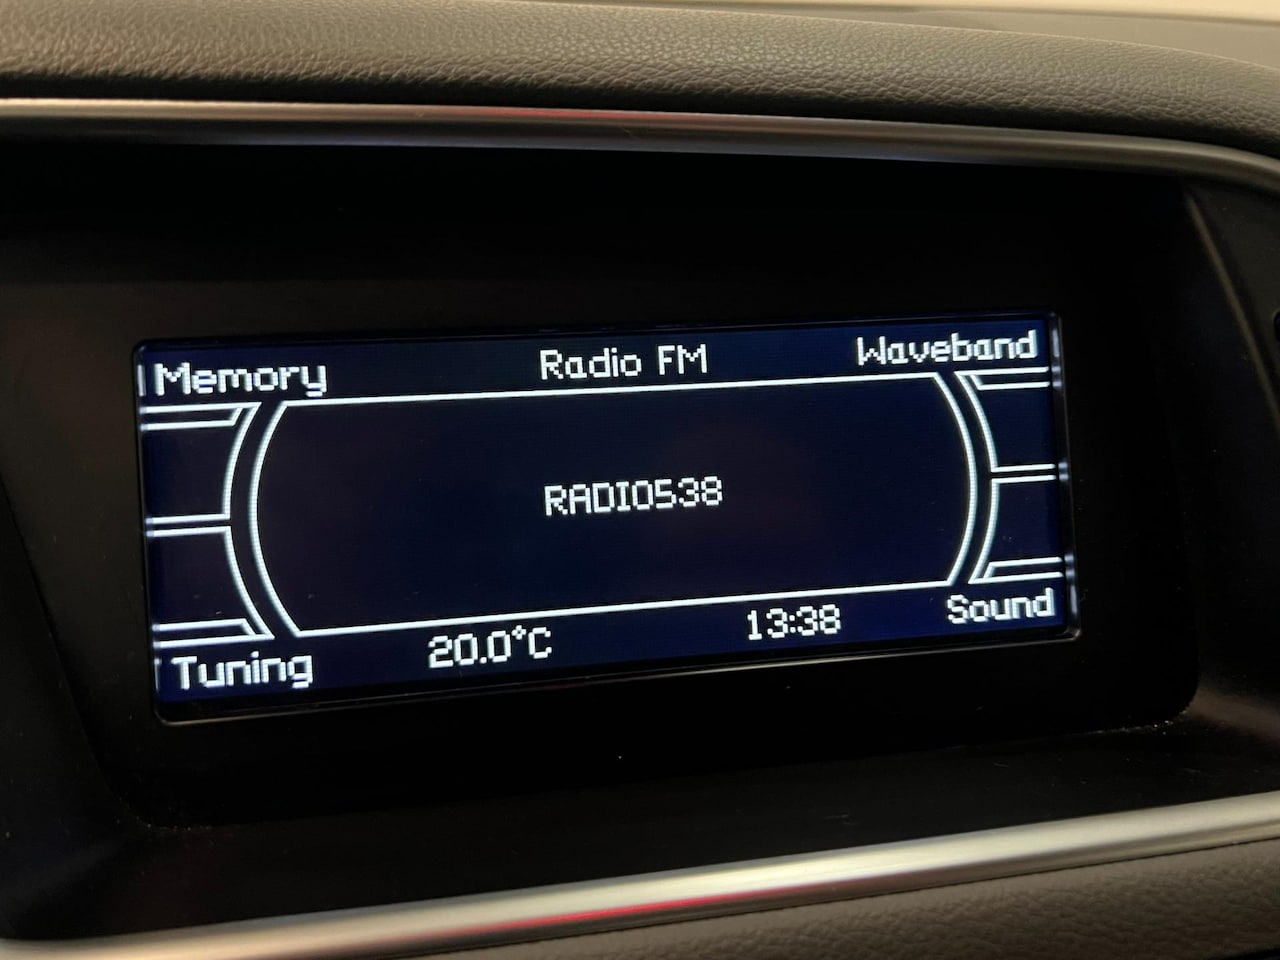 Memory Radio FM Waveband
RADIO538
Tuning 20.0°C 13:38 Sound